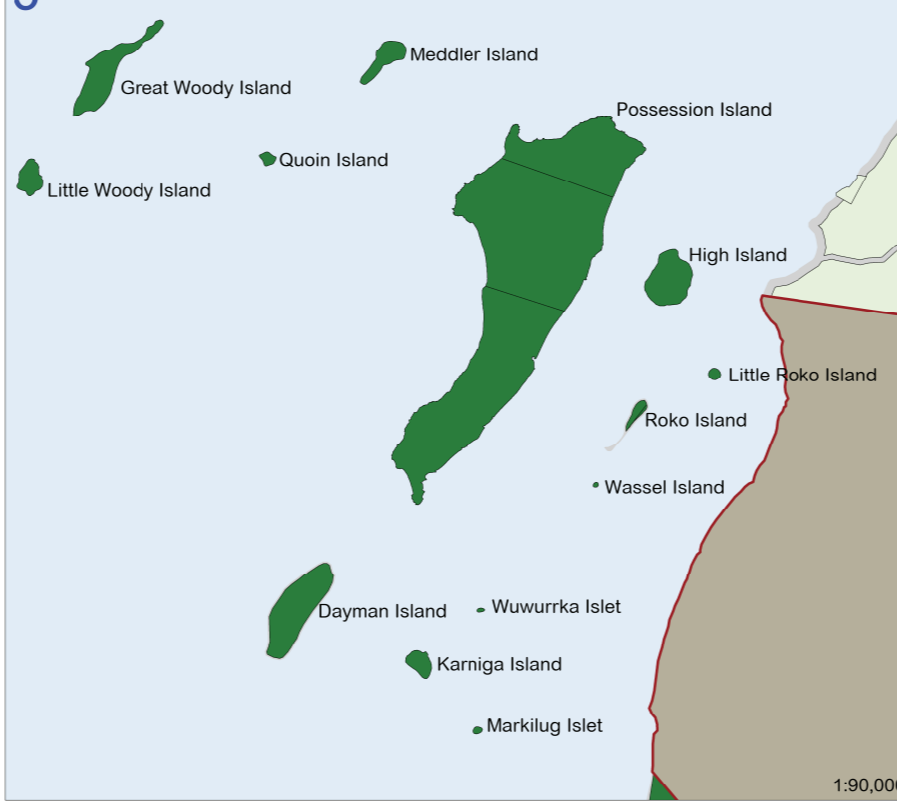 Meddler Island
Great Woody Island
Possession Island
Quoin Island
Little Woody Island
High Island
Little Roko Island
Roko Island
Wassel Island
Wuwurrka Islet
Dayman Island
Karniga Island
Markilug Islet